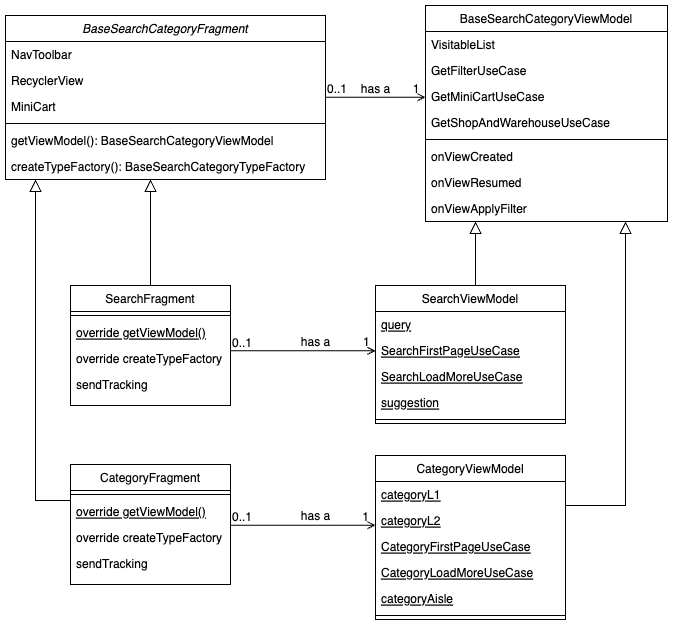 BaseSearchCategoryFragment
NavToolbar
RecyclerView
MiniCart
getViewModel(): BaseSearchCategoryViewModel
createTypeFactory(): BaseSearchCategoryTypeFactory
0..1 has a 1
BaseSearchCategoryViewModel
VisitableList
GetFilterUseCase
GetMiniCartUseCase
GetShopAndWarehouseUseCase
onViewCreated
onViewResumed
onViewApplyFilter
SearchFragment
override getViewModel()
override createTypeFactory
sendTracking
0..1 has a 1
SearchViewModel
query
SearchFirstPageUseCase
SearchLoadMoreUseCase
suggestion
CategoryFragment
override getViewModel()
override createTypeFactory
sendTracking
0..1 has a 1
CategoryViewModel
categoryL1
categoryL2
CategoryFirstPageUseCase
CategoryLoadMoreUseCase
categoryAisle